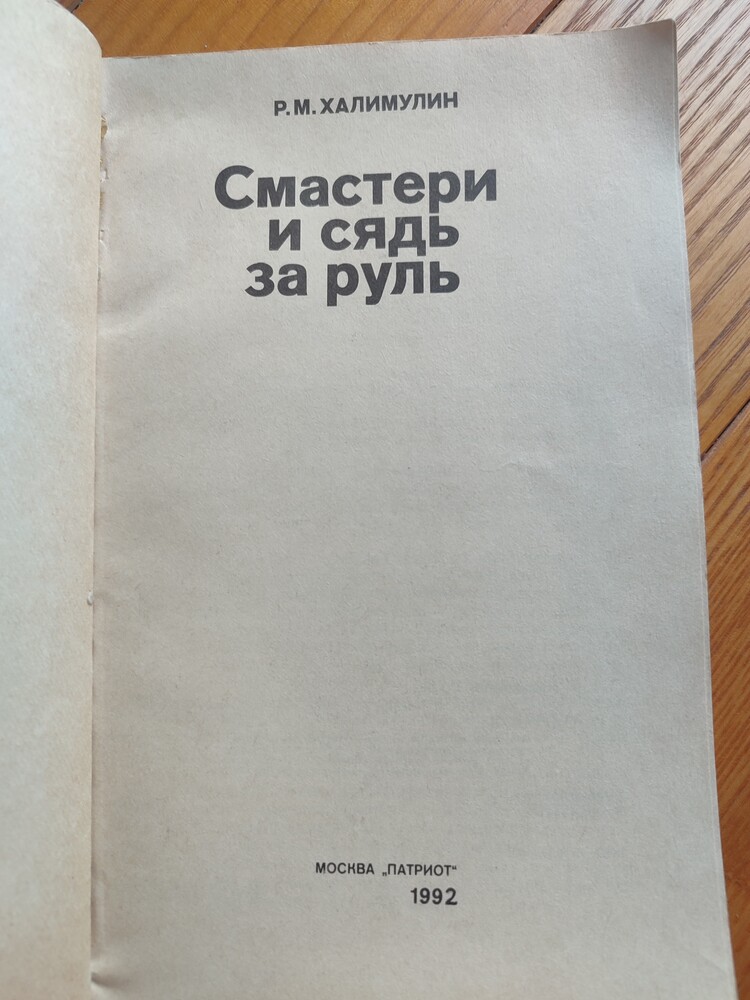 Р.М.ХАЛИМУЛИН
Смастери
и сядь
за руль
МОСКВА „ПАТРИОТ“
1992